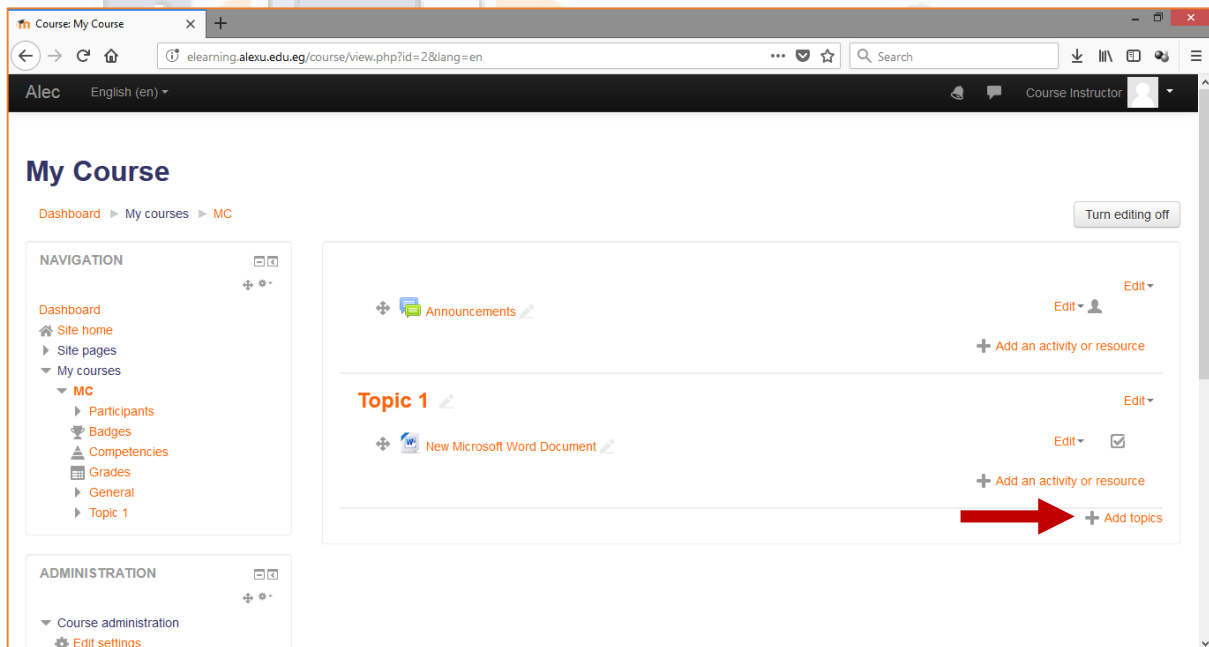 Course: My Course
elearning.alexu.edu.eg/course/view.php?id=2&lang=en
Search
Alec English (en)
Course Instructor
My Course
Dashboard My courses MC
Turn editing off
NAVIGATION
Dashboard
Site home
Site pages
My courses
MC
Participants
Badges
Competencies
Grades
General
Topic 1
ADMINISTRATION
Course administration
Edit settings
Edit
Announcements
Edit
Add an activity or resource
Topic 1
Edit
New Microsoft Word Document
Edit
Add an activity or resource
Add topics